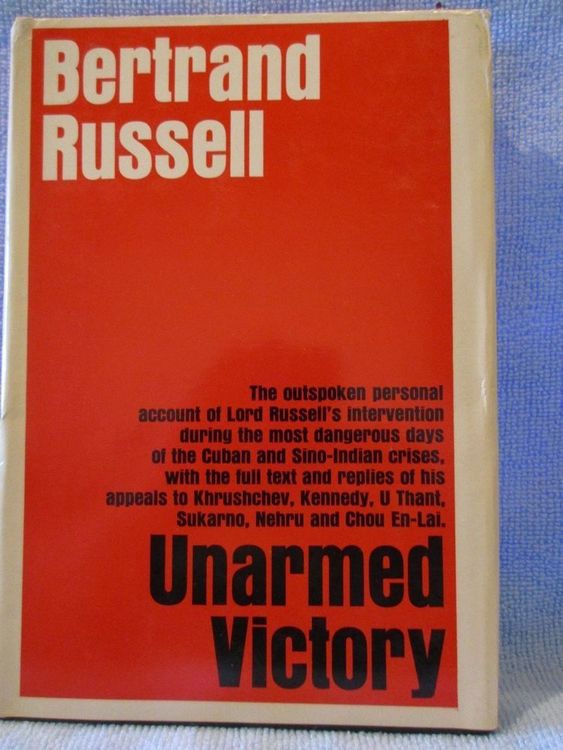 Bertrand
Russell
The outspoken personal
account of Lord Russell's intervention
during the most dangerous days
of the Cuban and Sino-Indian crises,
with the full text and replies of his
appeals to Khrushchev, Kennedy, U Thant,
Sukarno, Nehru and Chou En-Lai.
Unarmed
Victory